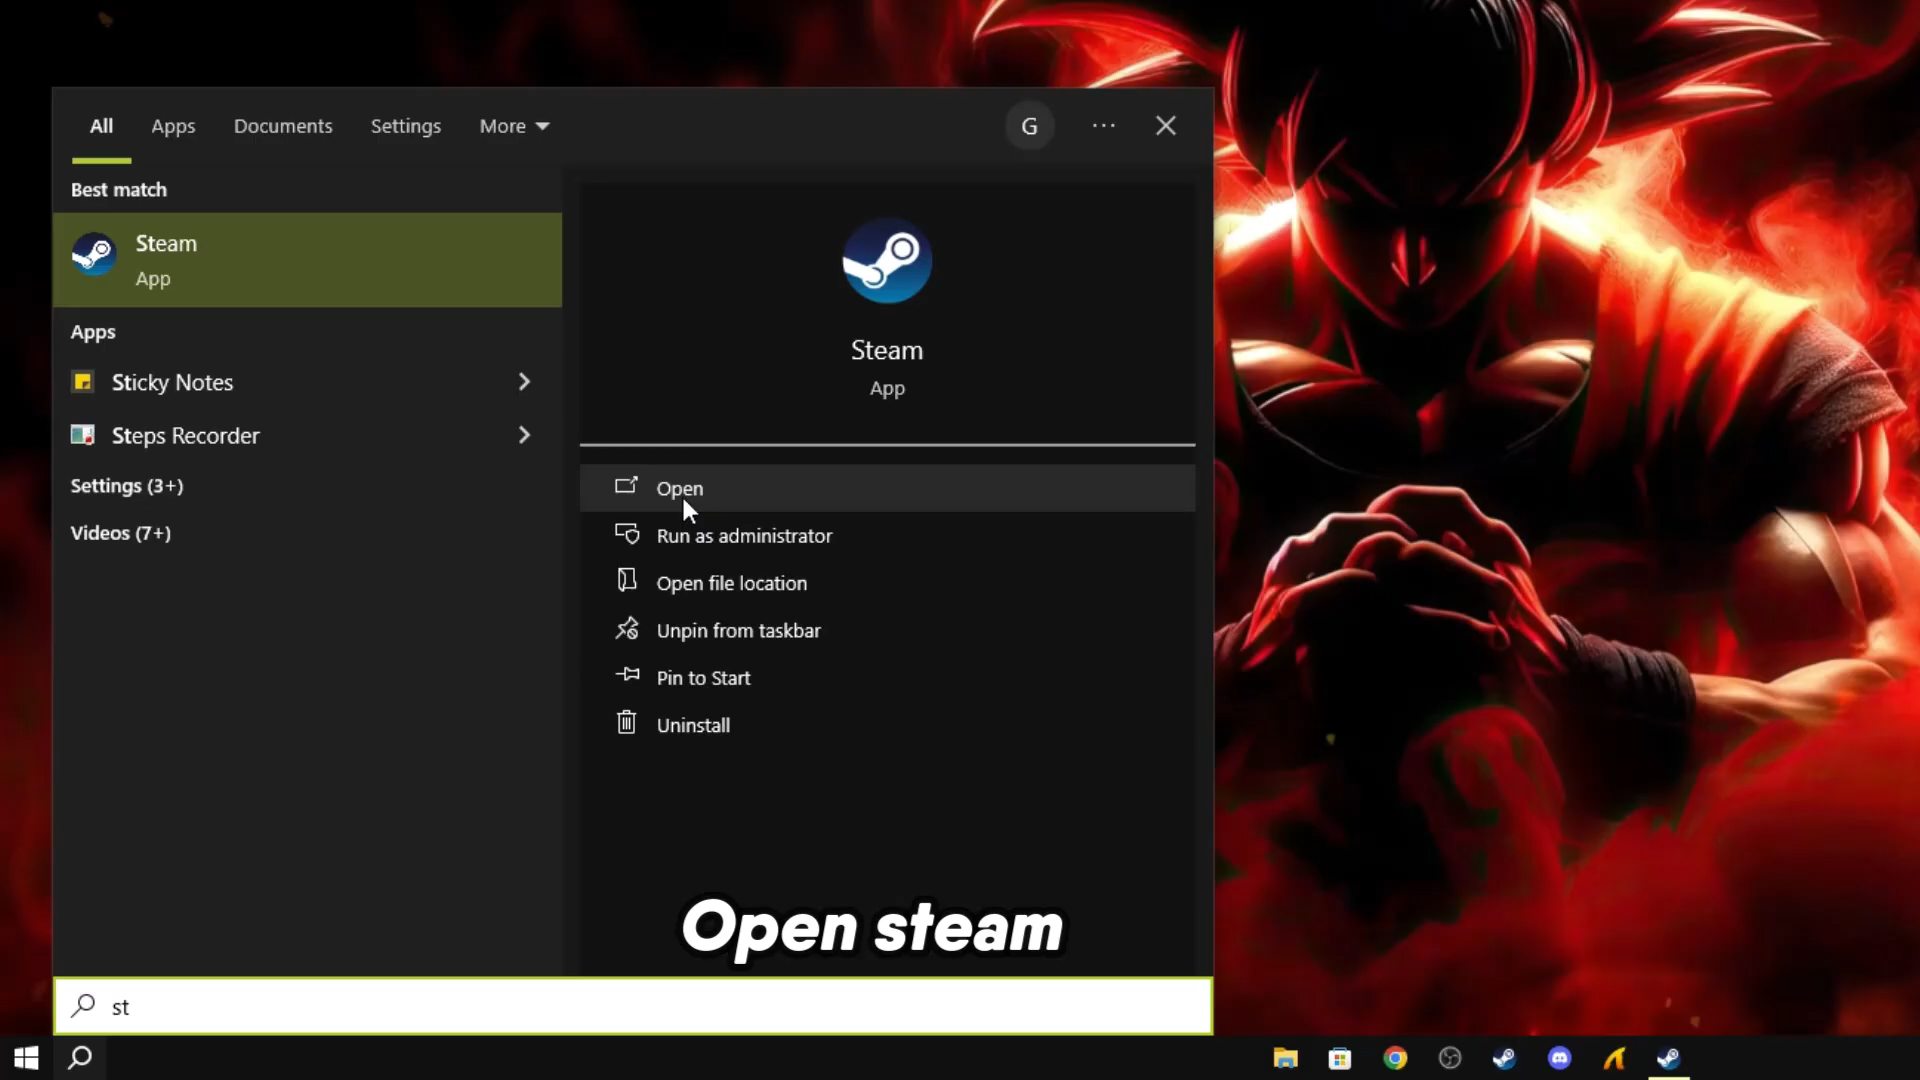 All
Apps
Documents
Settings
More
G
Best match
Steam
App
Apps
Sticky Notes
Steps Recorder
Settings (3+)
Videos (7+)
Steam
App
Open
Run as administrator
Open file location
Unpin from taskbar
Pin to Start
Uninstall
Open steam
st